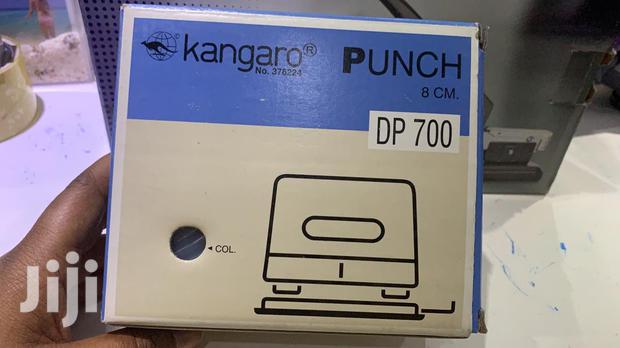 kangaro®
No. 376224
PUNCH
8 CM.
DP 700
◄ COL.
Jiji